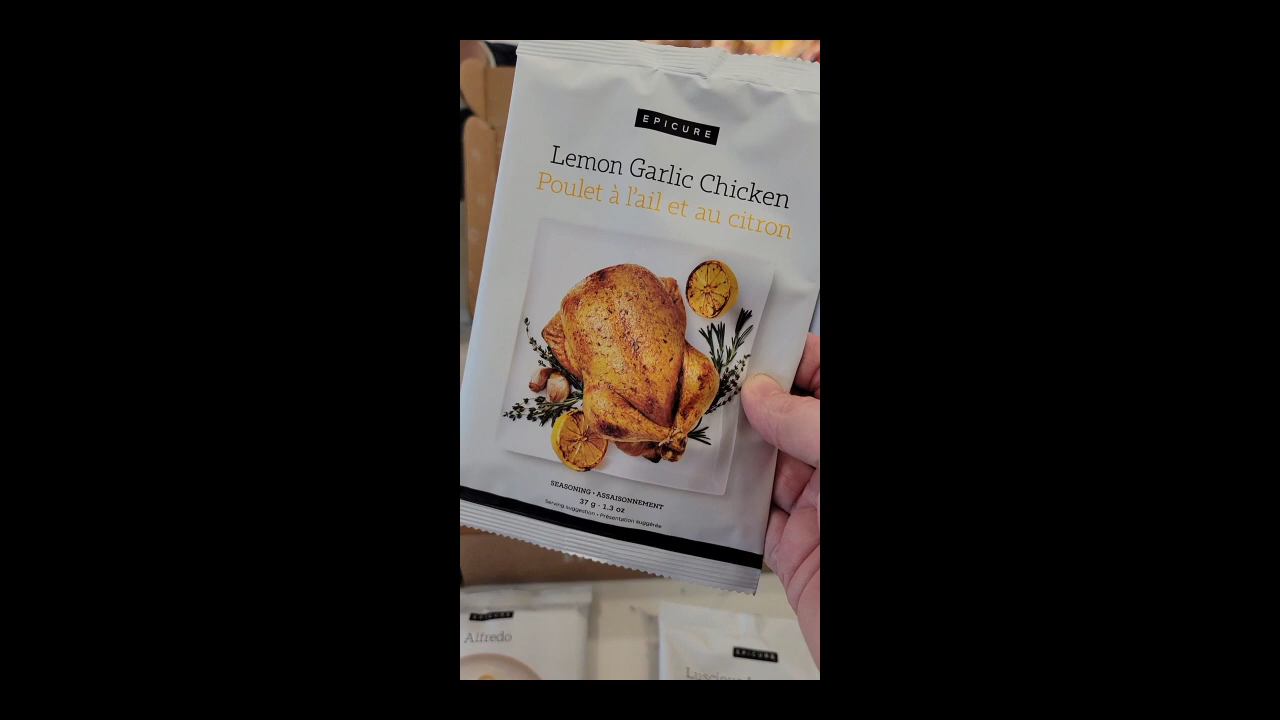 EPICURE
Lemon Garlic Chicken
Poulet à l'ail et au citron
SEASONING • ASSAISONNEMENT
37 g · 1.3 oz
Serving suggestion • Présentation suggérée
EPICURE
Alfredo
EPICURE